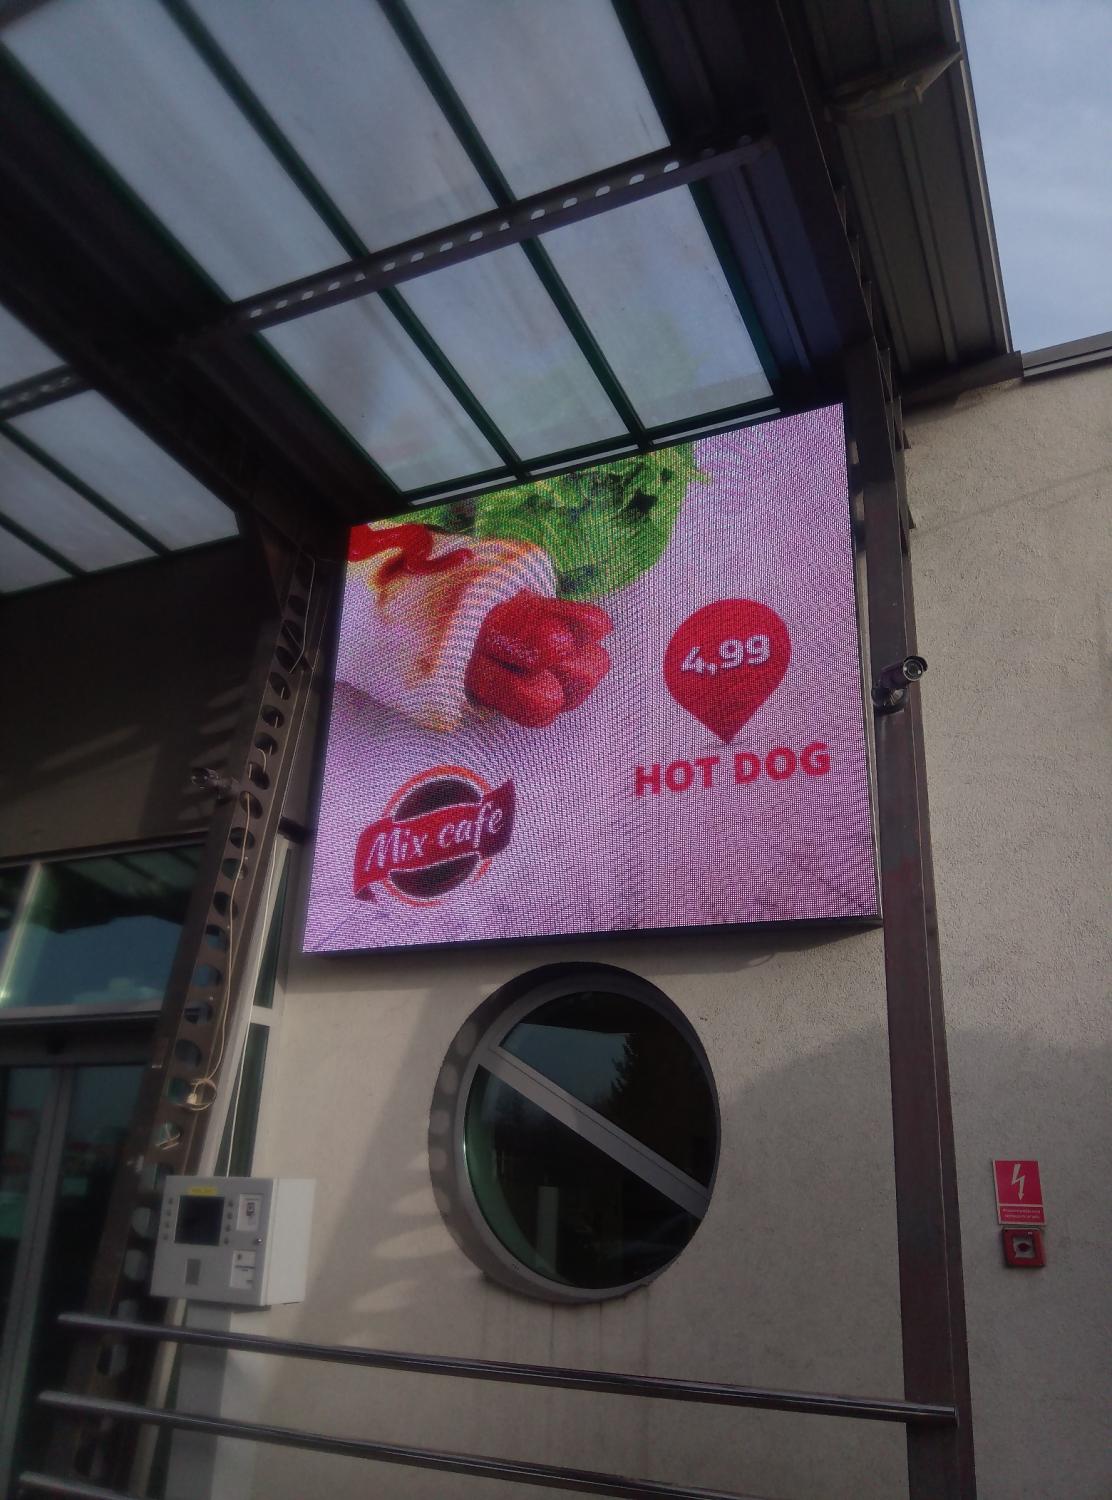 4,99
HOT DOG
Mix cafe